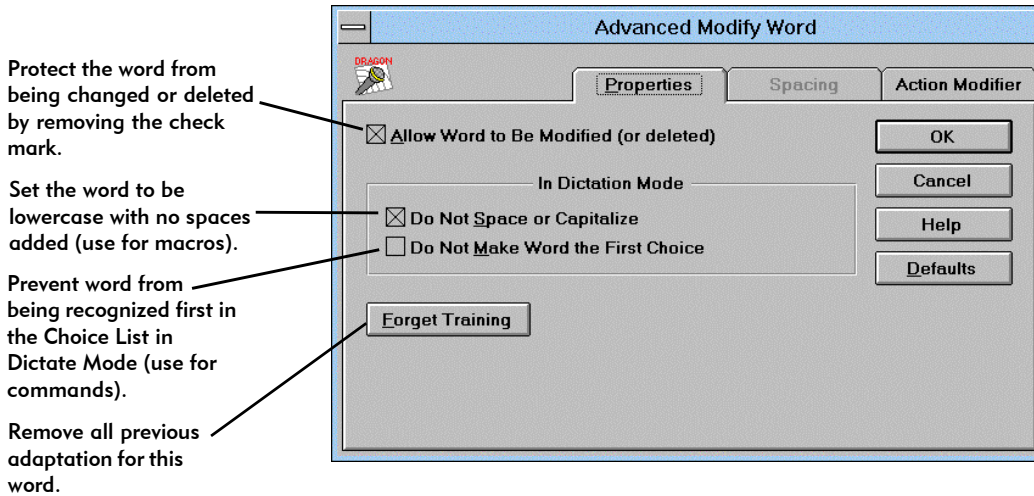 Advanced Modify Word
DRAGON
Properties
Spacing
Action Modifier
Protect the word from
being changed or deleted
by removing the check
mark.
Allow Word to Be Modified (or deleted)
OK
Cancel
Help
Defaults
Set the word to be
lowercase with no spaces
added (use for macros).
In Dictation Mode
Do Not Space or Capitalize
Do Not Make Word the First Choice
Prevent word from
being recognized first in
the Choice List in
Dictate Mode (use for
commands).
Forget Training
Remove all previous
adaptation for this
word.